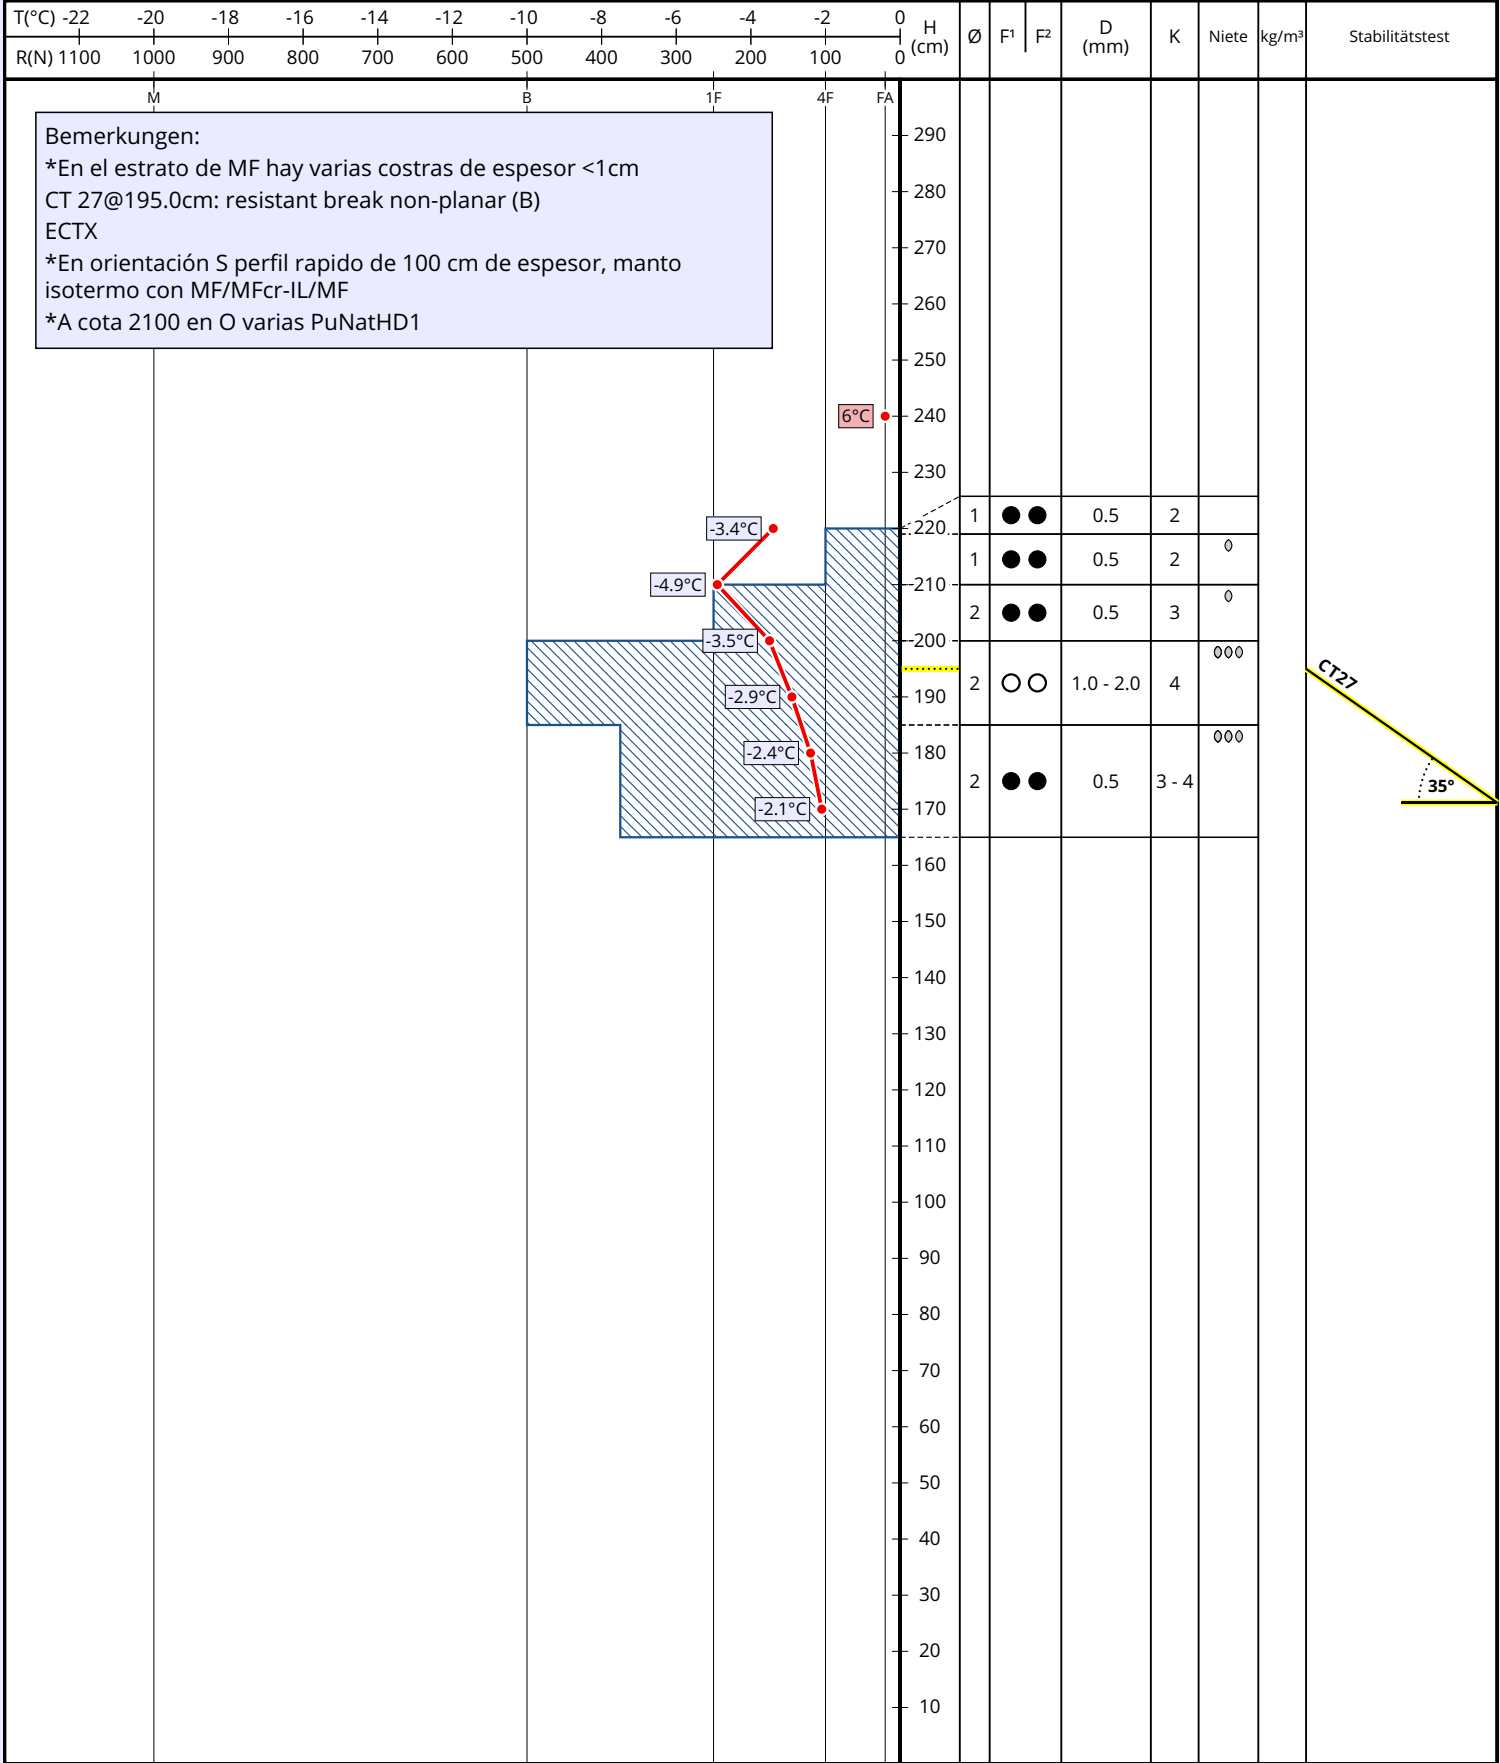 T(°C) -22 -20 -18 -16 -14 -12 -10 -8 -6 -4 -2 0
R(N) 1100 1000 900 800 700 600 500 400 300 200 100 0
H (cm) Ø F¹ F² D (mm) K Niete kg/m³ Stabilitätstest
M B 1F 4F FA
Bemerkungen:
*En el estrato de MF hay varias costras de espesor <1cm
CT 27@195.0cm: resistant break non-planar (B)
ECTX
*En orientación S perfil rapido de 100 cm de espesor, manto
isotermo con MF/MFcr-IL/MF
*A cota 2100 en O varias PuNatHD1
290
280
270
260
250
6°C 240
230
-3.4°C 220
1 0.5 2
1 0.5 2
-4.9°C 210
2 0.5 3
-3.5°C 200
2 1.0 - 2.0 4
CT27
-2.9°C 190
-2.4°C 180
2 0.5 3 - 4
35°
-2.1°C 170
160
150
140
130
120
110
100
90
80
70
60
50
40
30
20
10